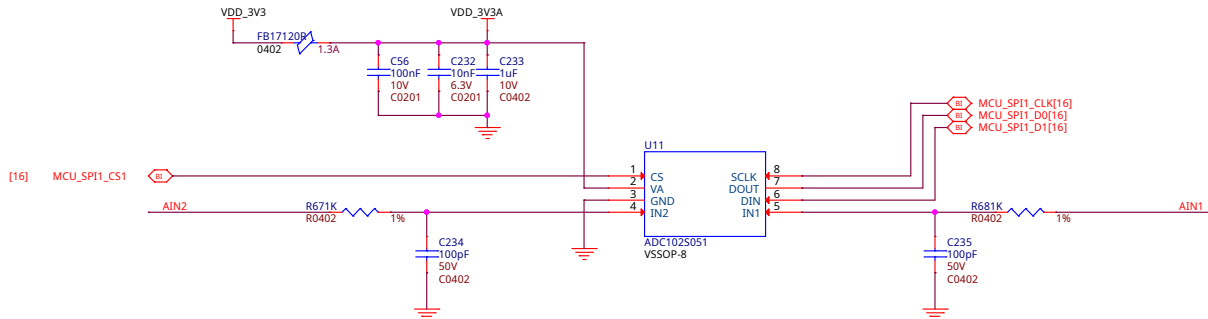 VDD_3V3
VDD_3V3A
FB17120R
0402
1.3A
C56
100nF
10V
C0201
C232
10nF
6.3V
C0201
C233
1uF
10V
C0402
BI MCU_SPI1_CLK[16]
BI MCU_SPI1_D0[16]
BI MCU_SPI1_D1[16]
U11
[16] MCU_SPI1_CS1 BI
1 CS SCLK 8
2 VA DOUT 7
3 GND DIN 6
4 IN2 IN1 5
ADC102S051
VSSOP-8
AIN2
R671K
R0402
1%
C234
100pF
50V
C0402
R681K
R0402
1%
AIN1
C235
100pF
50V
C0402